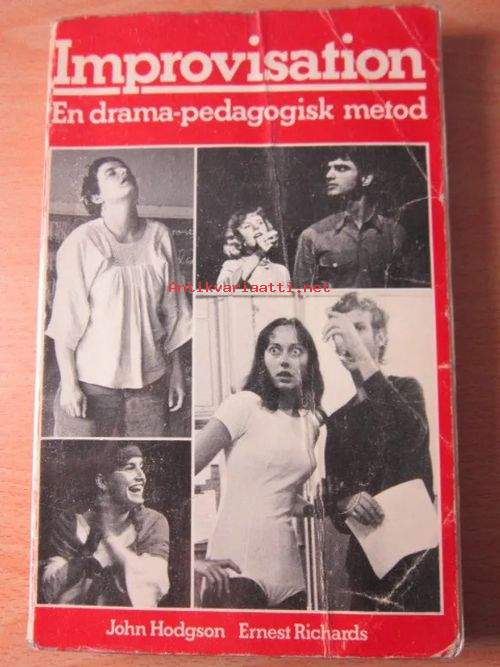 Improvisation
En drama-pedagogisk metod
Antikvariaatti.net
John Hodgson Ernest Richards